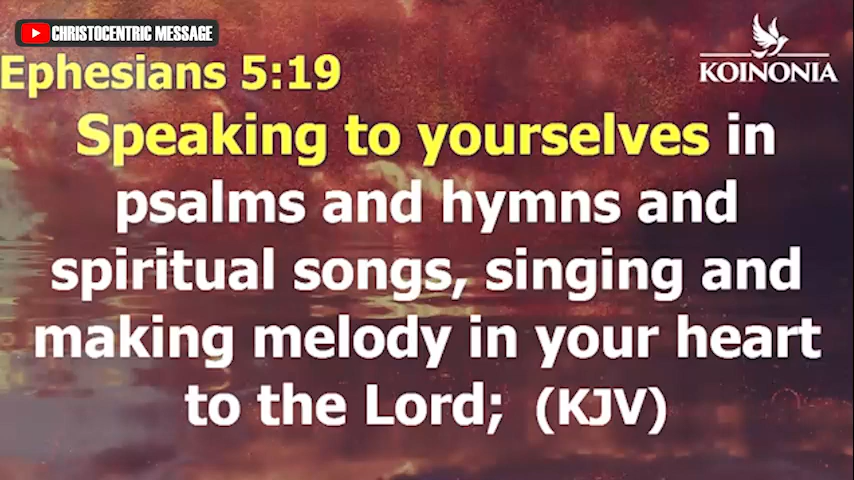 CHRISTOCENTRIC MESSAGE
KOINONIA
Ephesians 5:19
Speaking to yourselves in
psalms and hymns and
spiritual songs, singing and
making melody in your heart
to the Lord; (KJV)